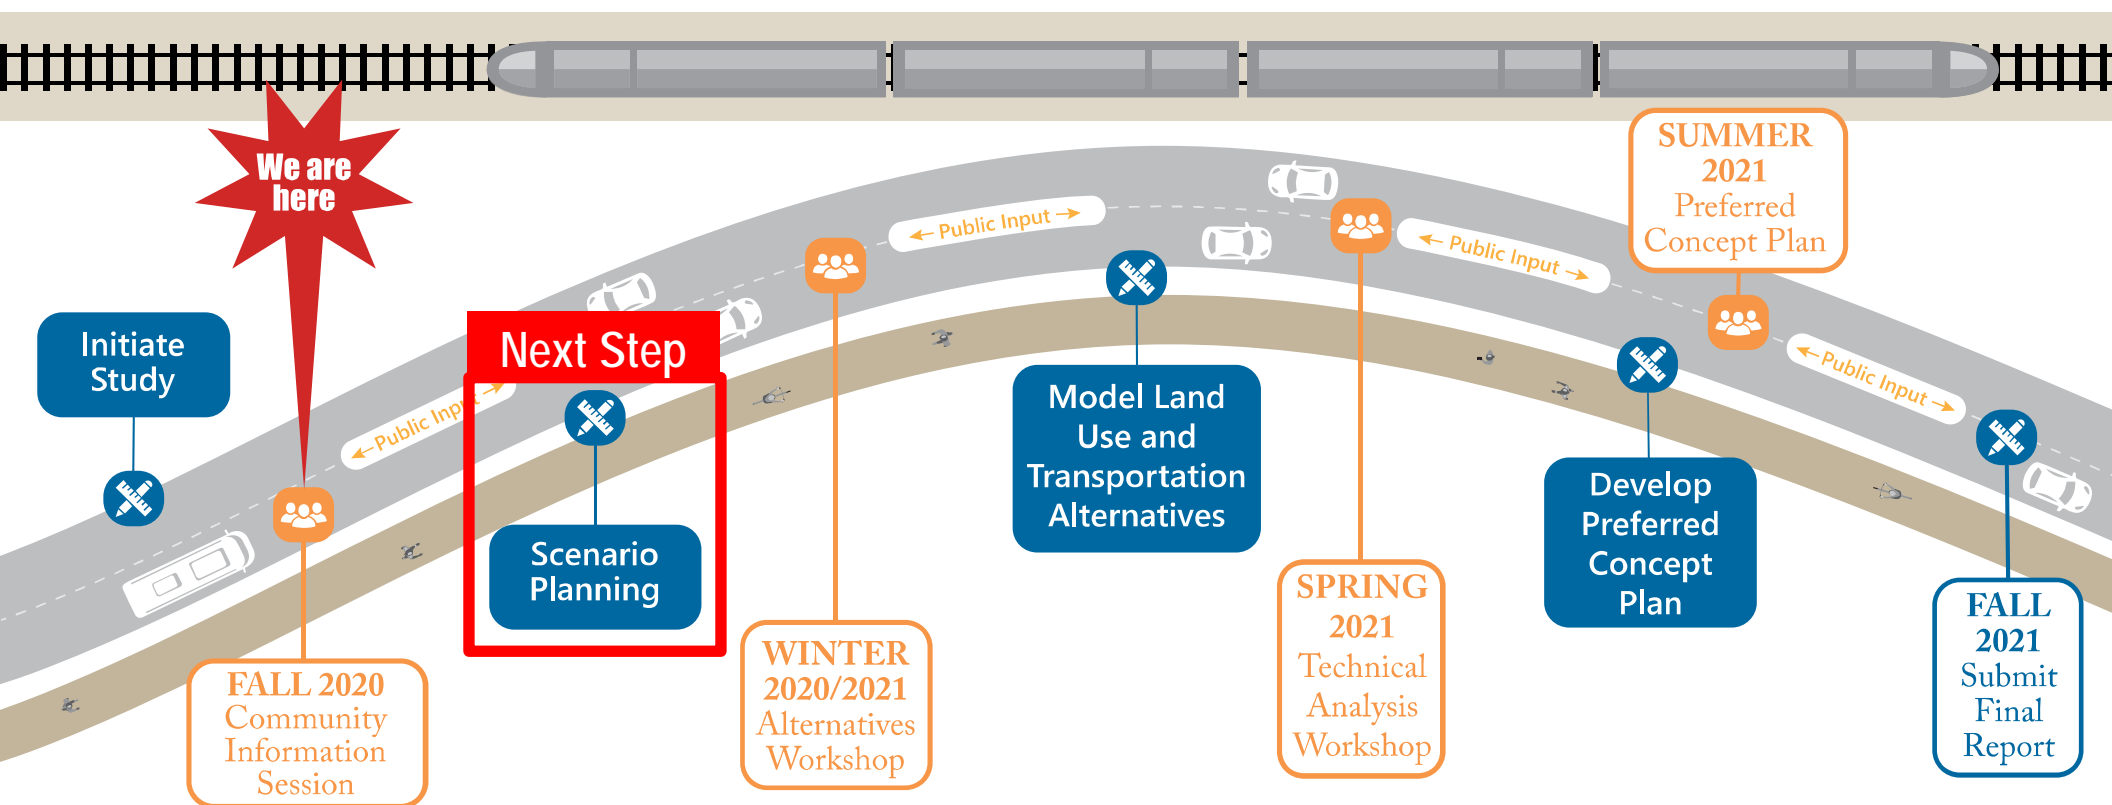 We are
here
Initiate
Study
FALL 2020
Community
Information
Session
← Public Input →
Next Step
Scenario
Planning
WINTER
2020/2021
Alternatives
Workshop
← Public Input →
Model Land
Use and
Transportation
Alternatives
SPRING
2021
Technical
Analysis
Workshop
← Public Input →
Develop
Preferred
Concept
Plan
SUMMER
2021
Preferred
Concept Plan
← Public Input →
FALL
2021
Submit
Final
Report